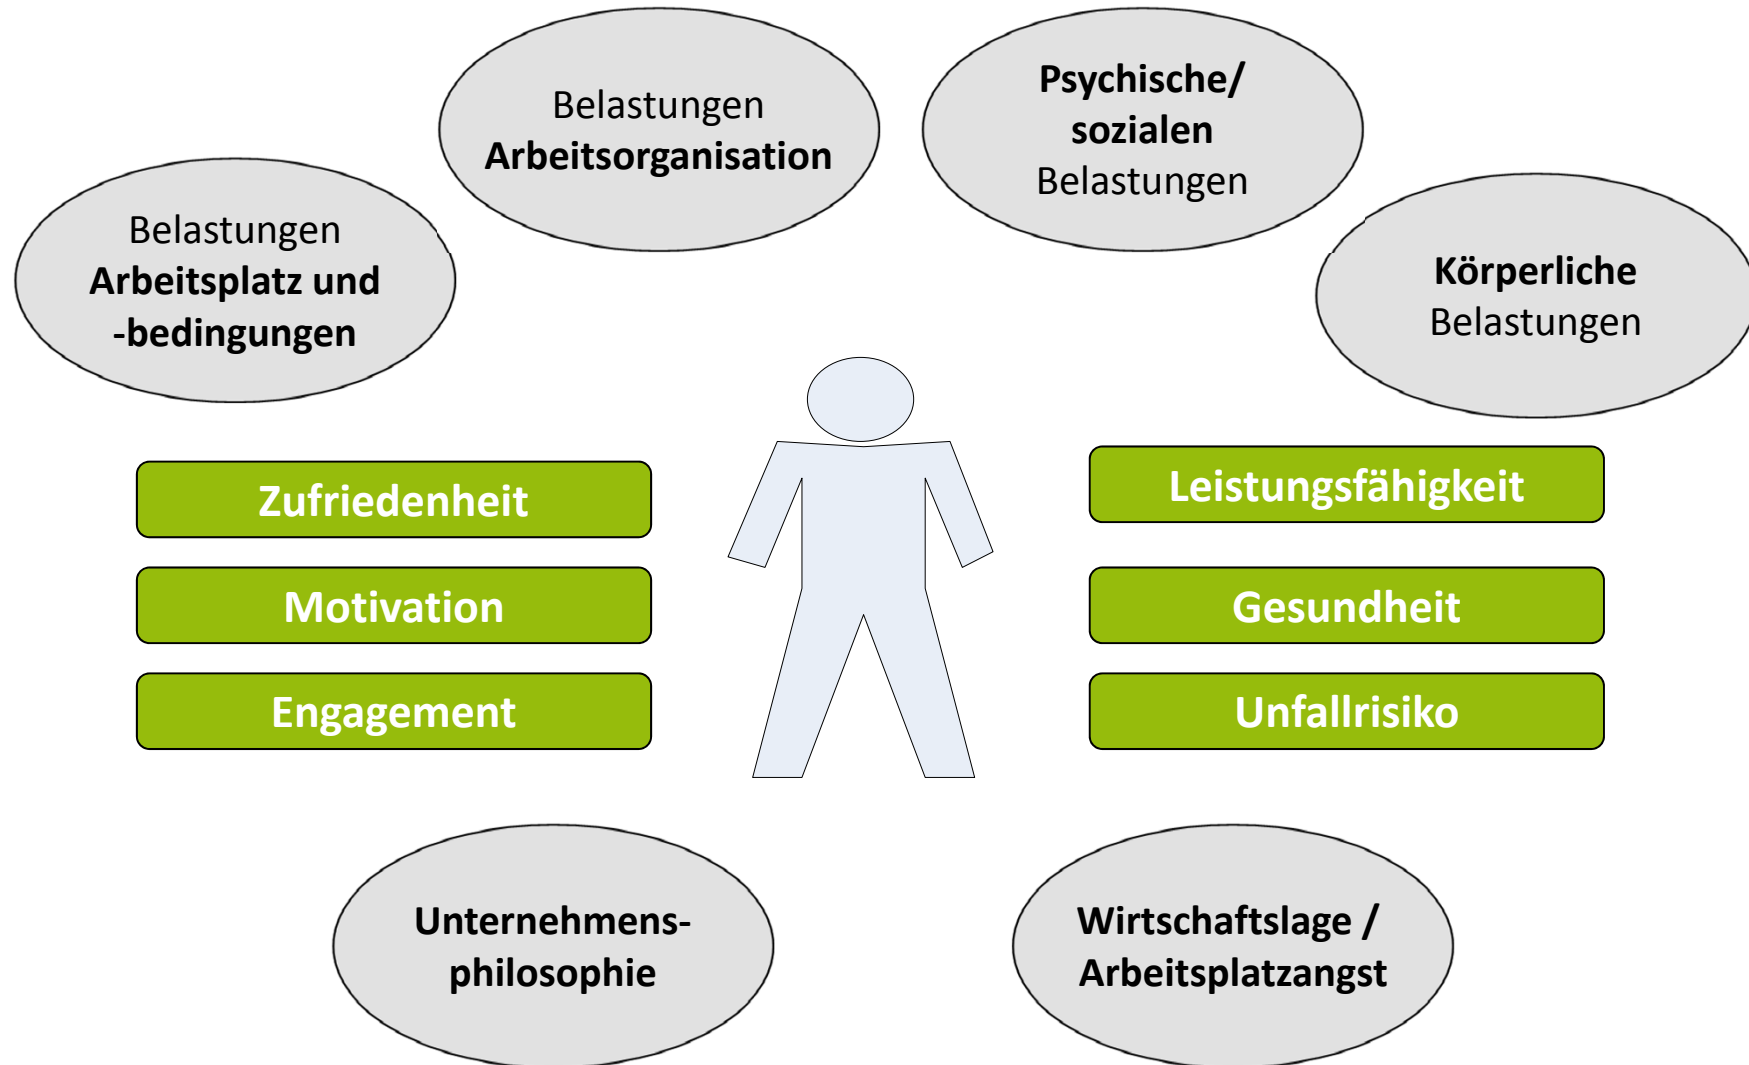 Belastungen
Arbeitsorganisation
Psychische/
sozialen
Belastungen
Belastungen
Arbeitsplatz und
-bedingungen
Körperliche
Belastungen
Zufriedenheit
Motivation
Engagement
Leistungsfähigkeit
Gesundheit
Unfallrisiko
Unternehmens-
philosophie
Wirtschaftslage /
Arbeitsplatzangst